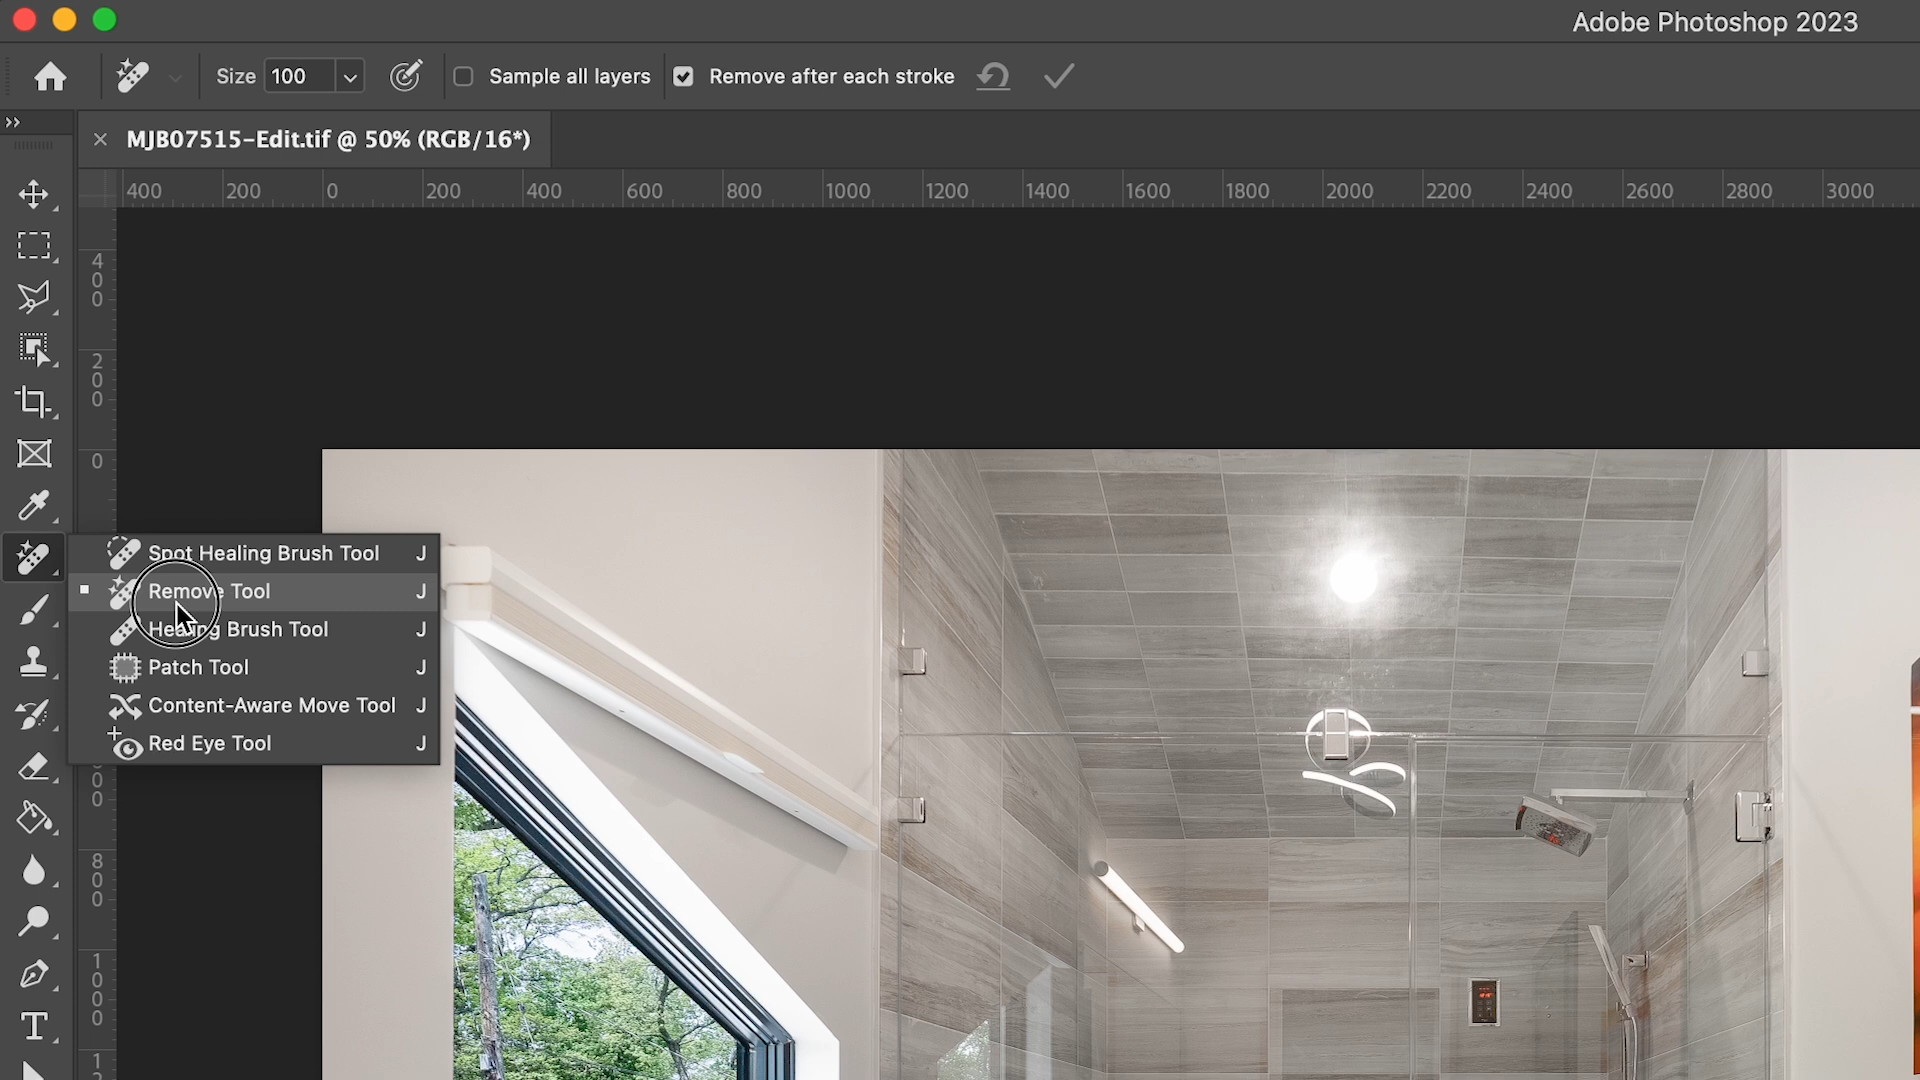 Adobe Photoshop 2023
Size 100 Sample all layers Remove after each stroke
MJB07515-Edit.tif @ 50% (RGB/16*)
400 200 0 200 400 600 800 1000 1200 1400 1600 1800 2000 2200 2400 2600 2800 3000
400
200
0
Spot Healing Brush Tool J
Remove Tool J
Healing Brush Tool J
Patch Tool J
Content-Aware Move Tool J
Red Eye Tool J
800
1000